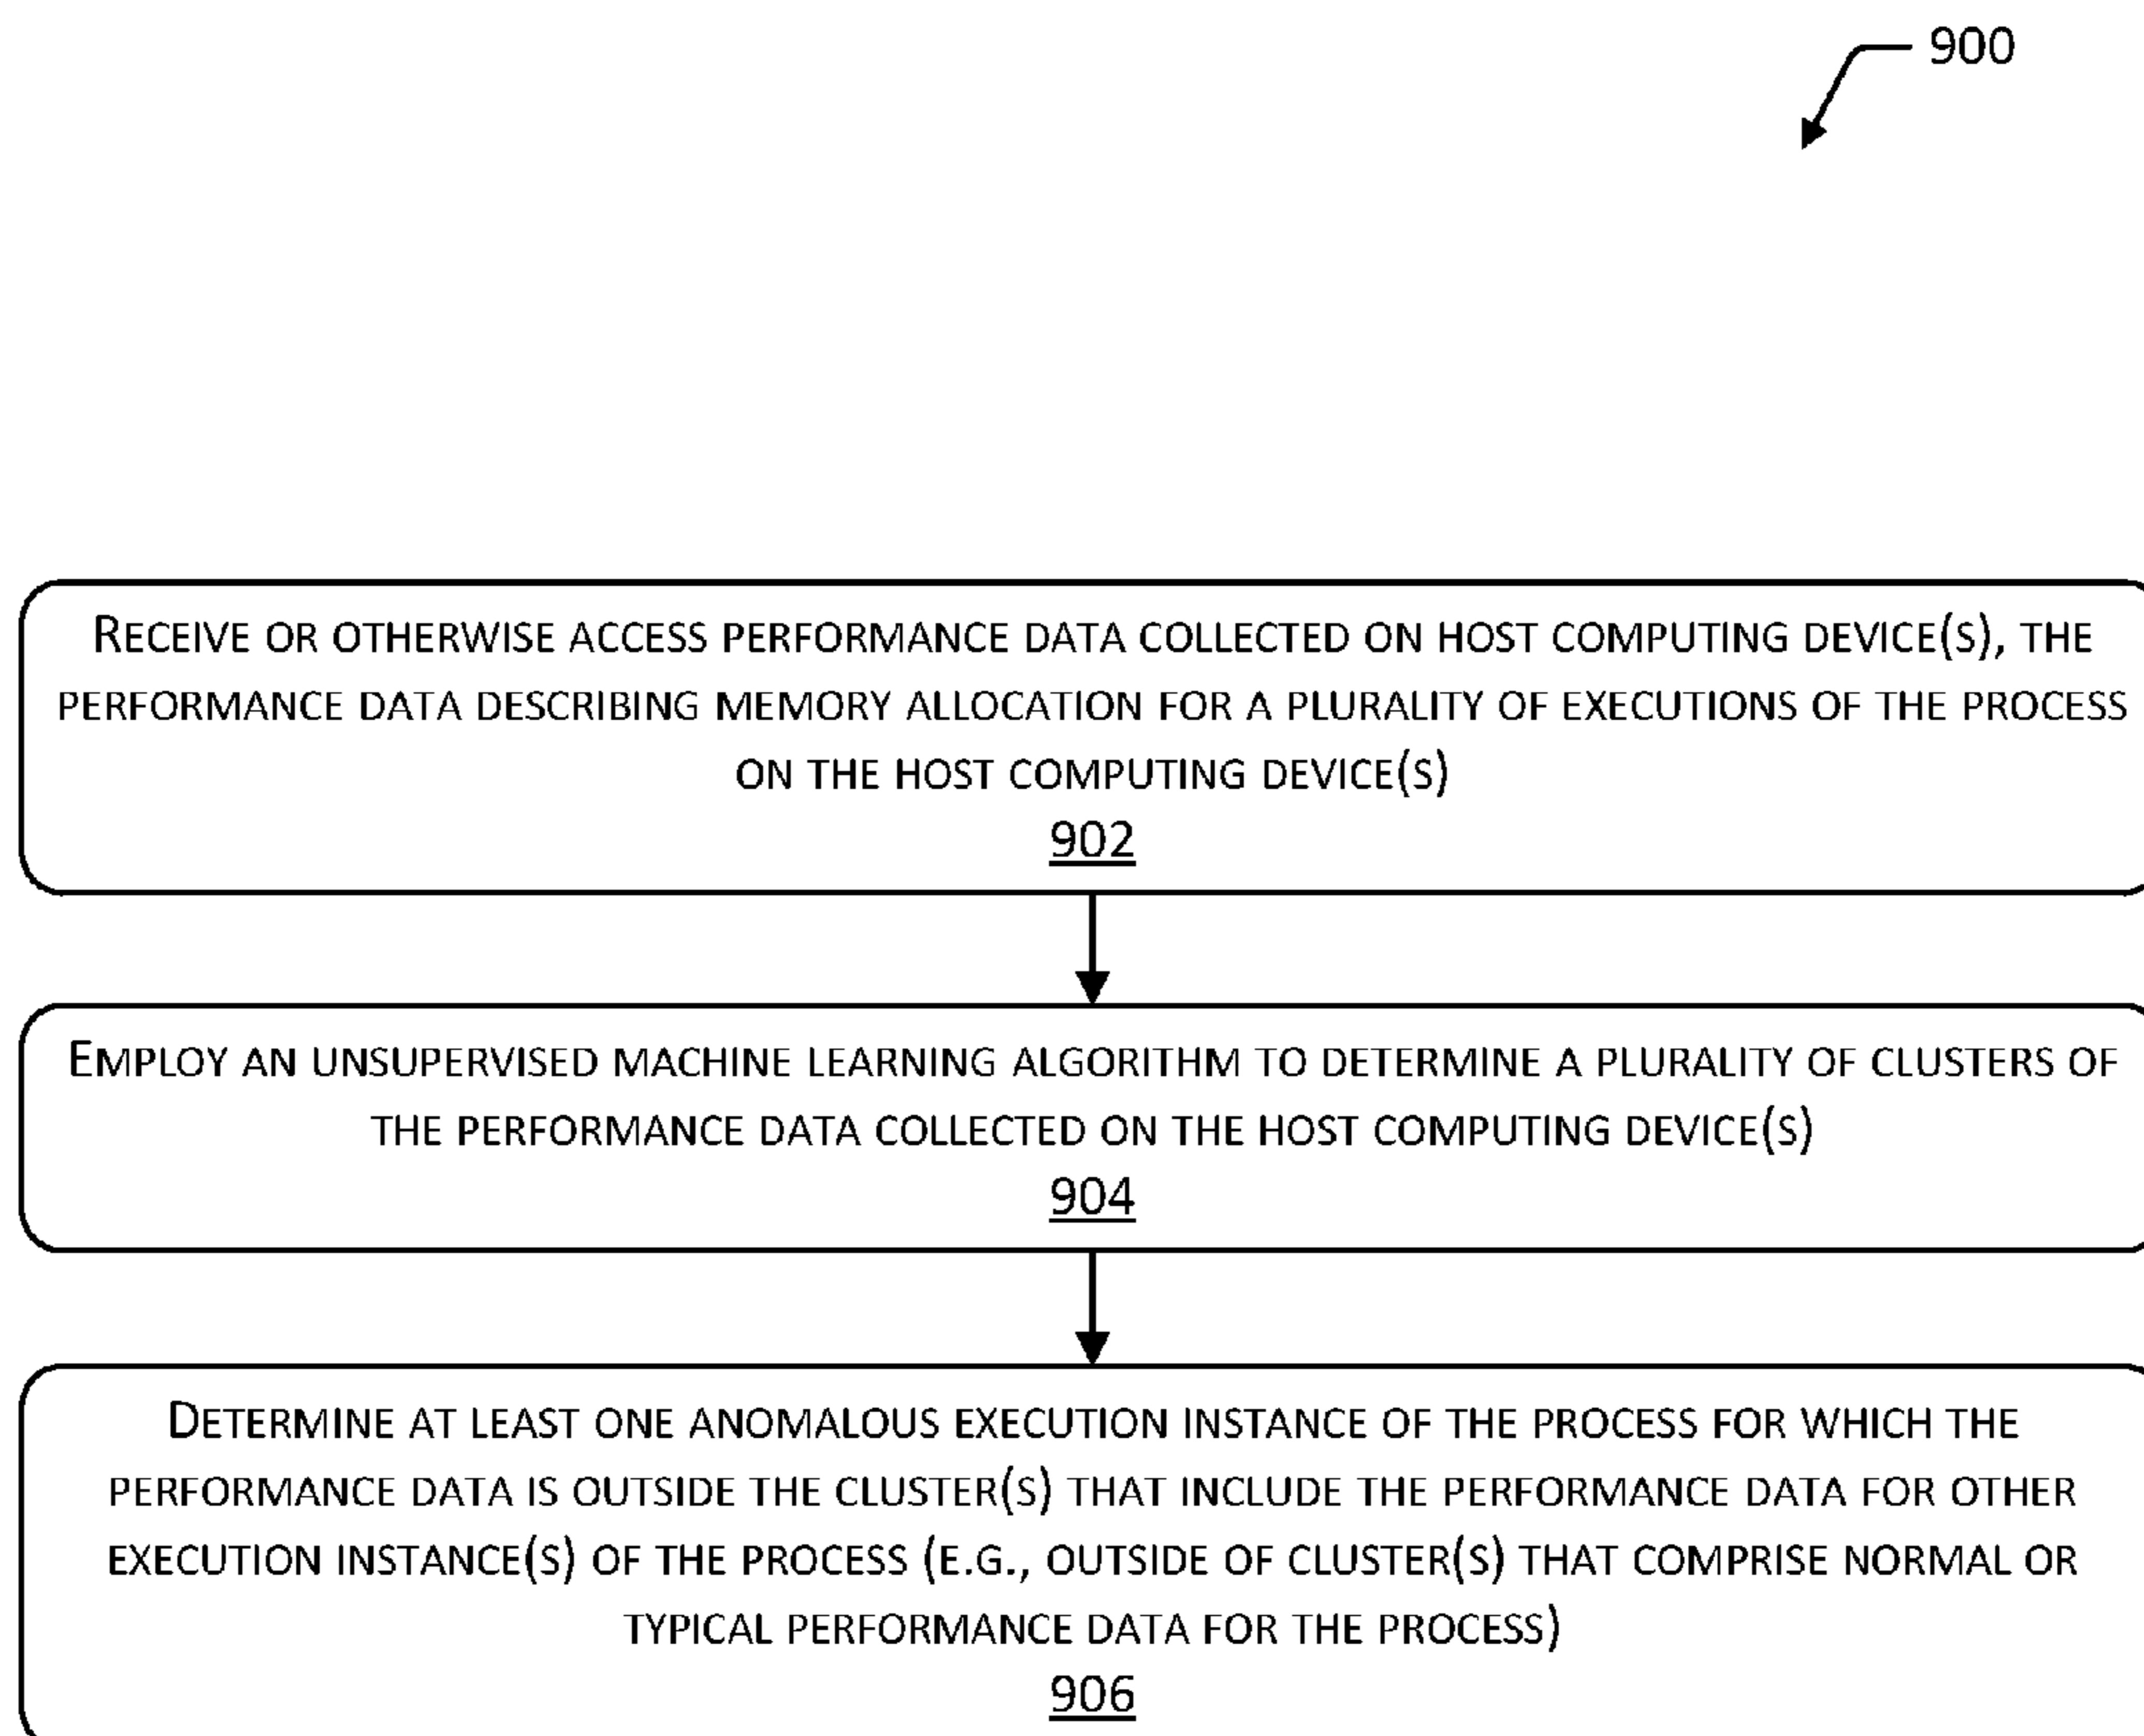 900
Receive or otherwise access performance data collected on host computing device(s), the
performance data describing memory allocation for a plurality of executions of the process
on the host computing device(s)
902
Employ an unsupervised machine learning algorithm to determine a plurality of clusters of
the performance data collected on the host computing device(s)
904
Determine at least one anomalous execution instance of the process for which the
performance data is outside the cluster(s) that include the performance data for other
execution instance(s) of the process (e.g., outside of cluster(s) that comprise normal or
typical performance data for the process)
906